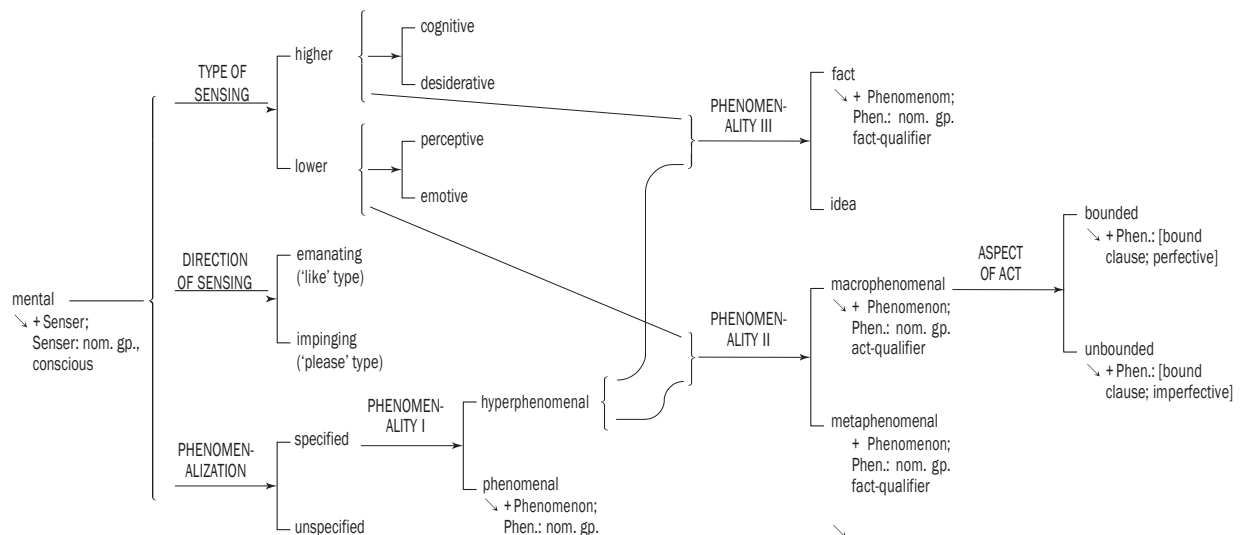 mental
↘ + Senser;
Senser: nom. gp.,
conscious
TYPE OF
SENSING
higher
cognitive
desiderative
lower
perceptive
emotive
DIRECTION
OF SENSING
emanating
(‘like’ type)
impinging
(‘please’ type)
PHENOMEN-
ALIZATION
specified
unspecified
PHENOMEN-
ALITY I
hyperphenomenal
phenomenal
↘ + Phenomenon;
Phen.: nom. gp.
PHENOMEN-
ALITY III
fact
↘ + Phenomenom;
Phen.: nom. gp.
fact-qualifier
idea
PHENOMEN-
ALITY II
macrophenomenal
↘ + Phenomenon;
Phen.: nom. gp.
act-qualifier
metaphenomenal
+ Phenomenon;
Phen.: nom. gp.
fact-qualifier
↘
ASPECT
OF ACT
bounded
↘ + Phen.: [bound
clause; perfective]
unbounded
↘ + Phen.: [bound
clause; imperfective]